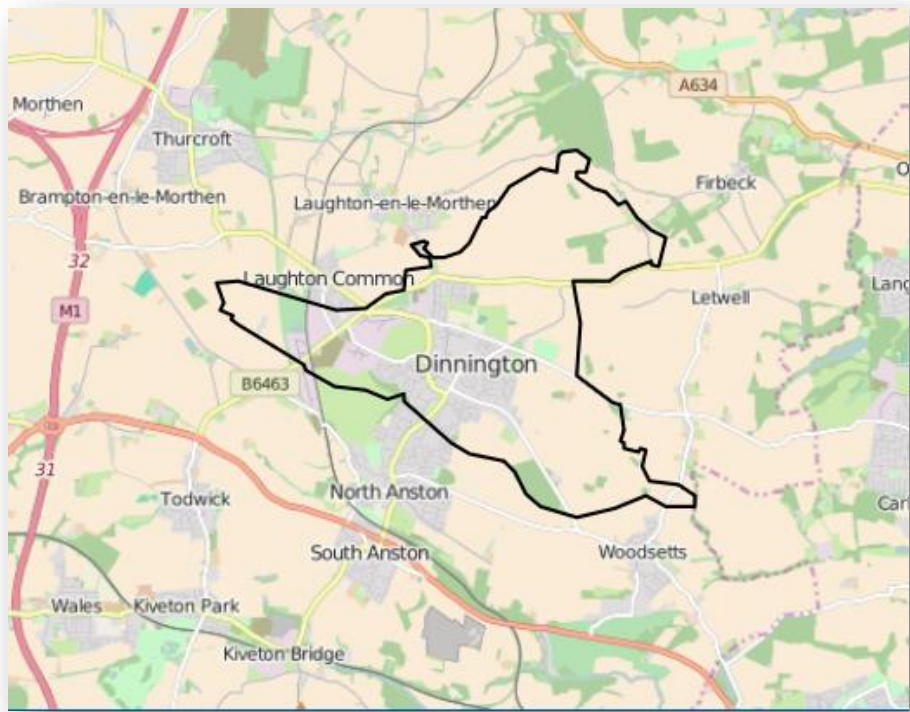 A634
Morthen
Thurcroft
Firbeck
Brampton-en-le-Morthen
Laughton-en-le-Morthen
32
Laughton Common
Letwell
M1
Dinnington
B6463
31
Todwick
North Anston
South Anston
Woodsetts
Wales
Kiveton Park
Kiveton Bridge
Lang
Carl
O